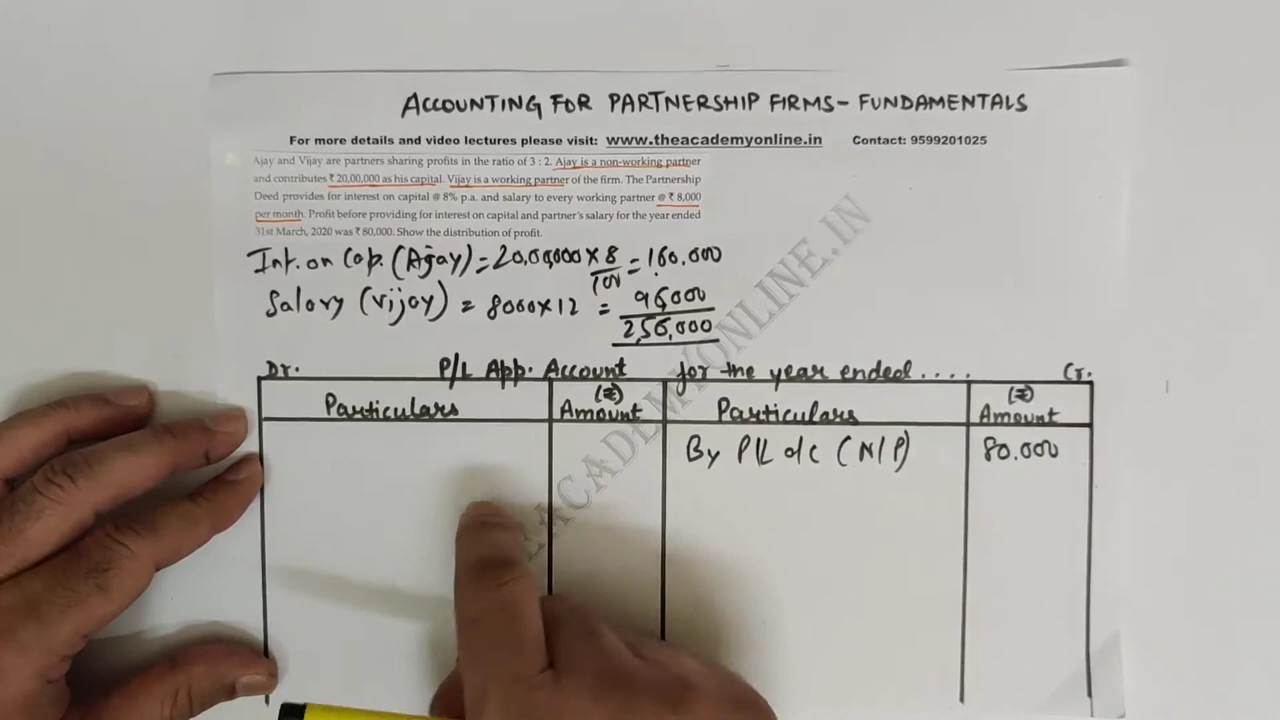 ACCOUNTING FOR PARTNERSHIP FIRMS- FUNDAMENTALS
For more details and video lectures please visit: www.theacademyonline.in Contact: 9599201025
Ajay and Vijay are partners sharing profits in the ratio of 3 : 2. Ajay is a non-working partner
and contributes ₹ 20,00,000 as his capital. Vijay is a working partner of the firm. The Partnership
Deed provides for interest on capital @ 8% p.a. and salary to every working partner @ ₹ 8,000
per month. Profit before providing for interest on capital and partner's salary for the year ended
31st March, 2020 was ₹ 80,000. Show the distribution of profit.
Int. on Cap. (Ajay) = 20,00,000 × 8/100 = 160,000
Salary (Vijay) = 8000 × 12 = 96,000
2,56,000
Dr. P/L App. Account for the year ended.... Cr.
Particulars (₹) Amount Particulars (₹) Amount
By P/L a/c (N/P) 80,000
THEACADEMYONLINE.IN